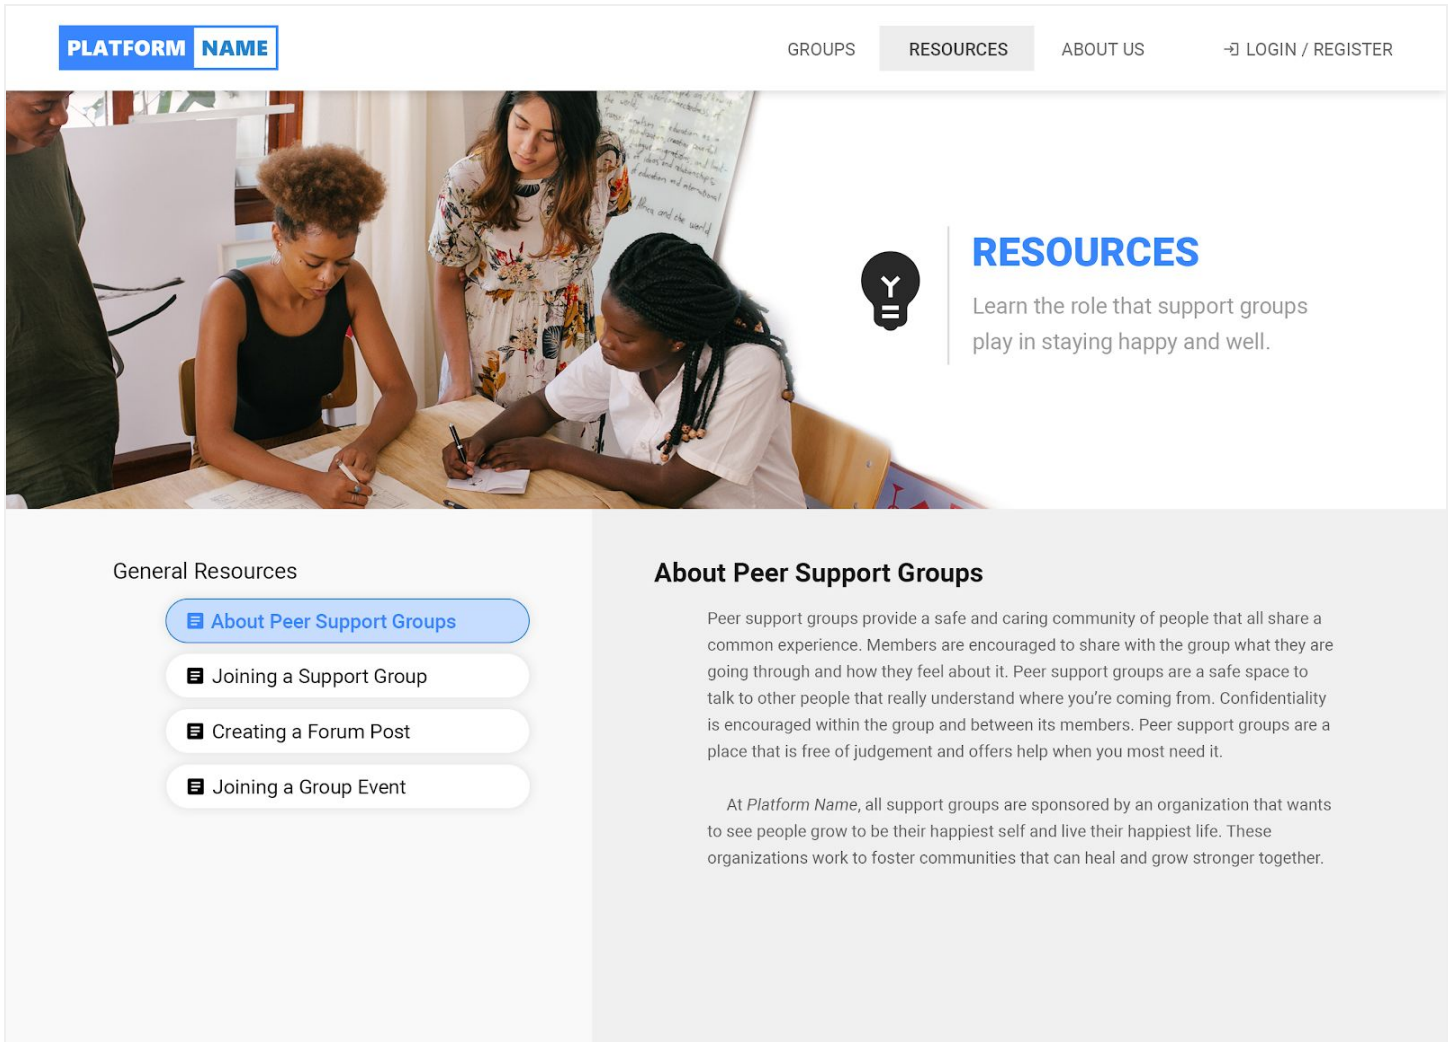 PLATFORM NAME
GROUPS
RESOURCES
ABOUT US
LOGIN / REGISTER
RESOURCES
Learn the role that support groups
play in staying happy and well.
General Resources
About Peer Support Groups
Joining a Support Group
Creating a Forum Post
Joining a Group Event
About Peer Support Groups
Peer support groups provide a safe and caring community of people that all share a
common experience. Members are encouraged to share with the group what they are
going through and how they feel about it. Peer support groups are a safe space to
talk to other people that really understand where you're coming from. Confidentiality
is encouraged within the group and between its members. Peer support groups are a
place that is free of judgement and offers help when you most need it.
At Platform Name, all support groups are sponsored by an organization that wants
to see people grow to be their happiest self and live their happiest life. These
organizations work to foster communities that can heal and grow stronger together.